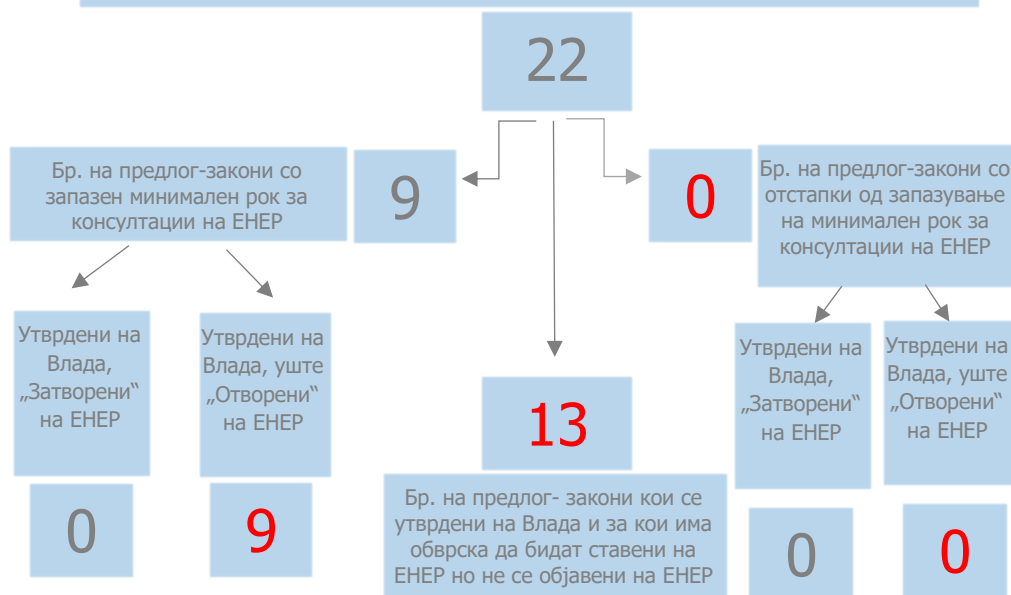 22
Бр. на предлог-закони со
запазен минимален рок за
консултации на ЕНЕР
9
0
Бр. на предлог-закони со
отстапки од запазување
на минимален рок за
консултации на ЕНЕР
Утврдени на
Влада,
„Затворени“
на ЕНЕР
Утврдени на
Влада, уште
„Отворени“
на ЕНЕР
13
Утврдени на
Влада,
„Затворени“
на ЕНЕР
Утврдени на
Влада, уште
„Отворени“
на ЕНЕР
0
9
Бр. на предлог- закони кои се
утврдени на Влада и за кои има
обврска да бидат ставени на
ЕНЕР но не се објавени на ЕНЕР
0
0